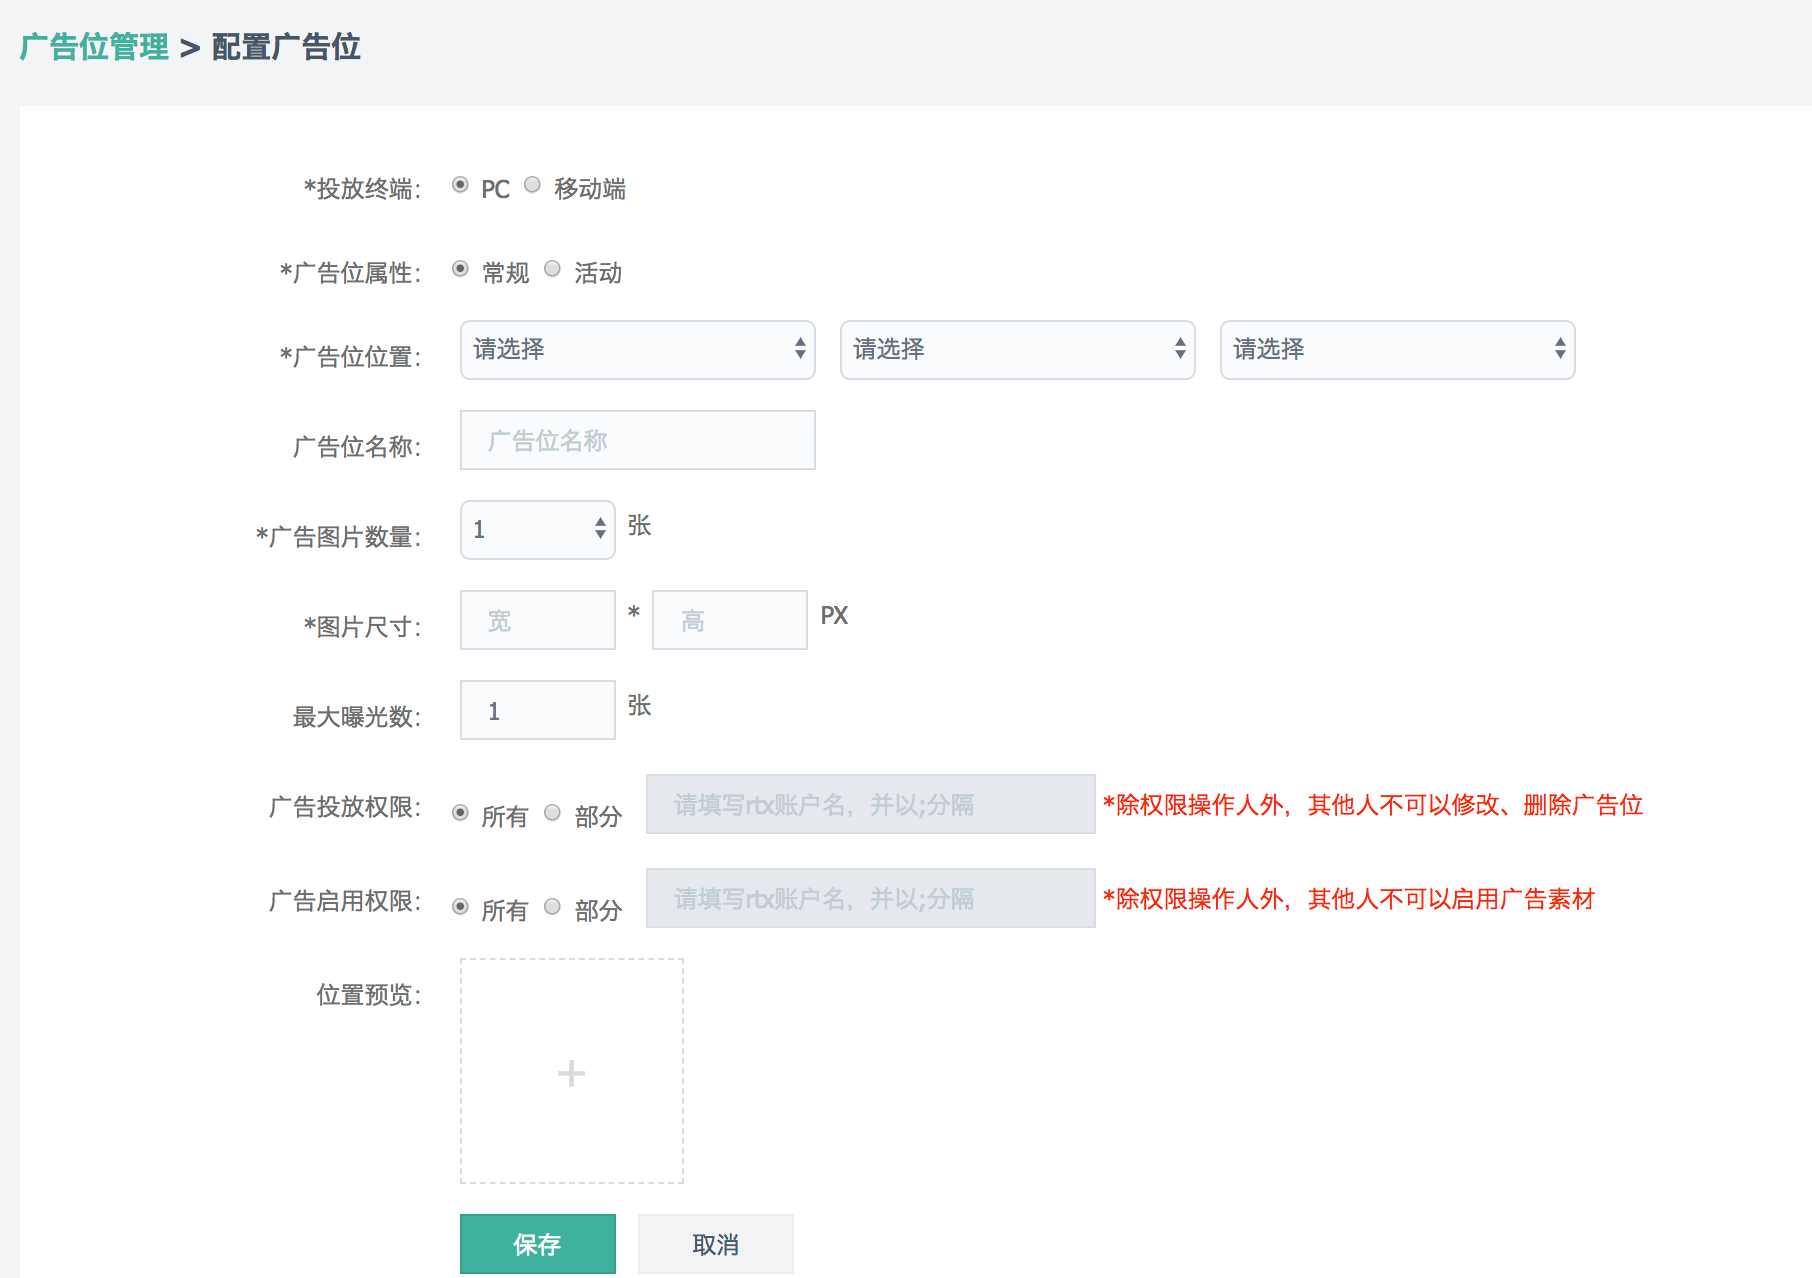 广告位管理 > 配置广告位
*投放终端: PC 移动端
*广告位属性: 常规 活动
*广告位位置: 请选择 请选择 请选择
广告位名称: 广告位名称
*广告图片数量: 1 张
*图片尺寸: 宽 * 高 PX
最大曝光数: 1 张
广告投放权限: 所有 部分 请填写rtx账户名，并以;分隔 *除权限操作人外，其他人不可以修改、删除广告位
广告启用权限: 所有 部分 请填写rtx账户名，并以;分隔 *除权限操作人外，其他人不可以启用广告素材
位置预览: +
保存 取消